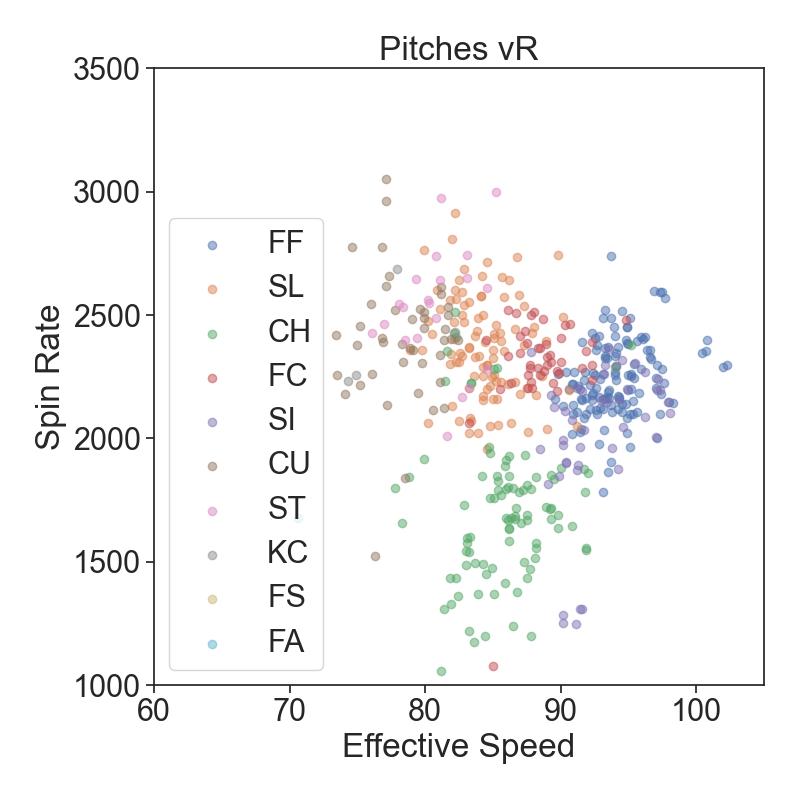 Pitches vR
3500
3000
2500
2000
1500
1000
Spin Rate
FF
SL
CH
FC
SI
CU
ST
KC
FS
FA
60 70 80 90 100
Effective Speed